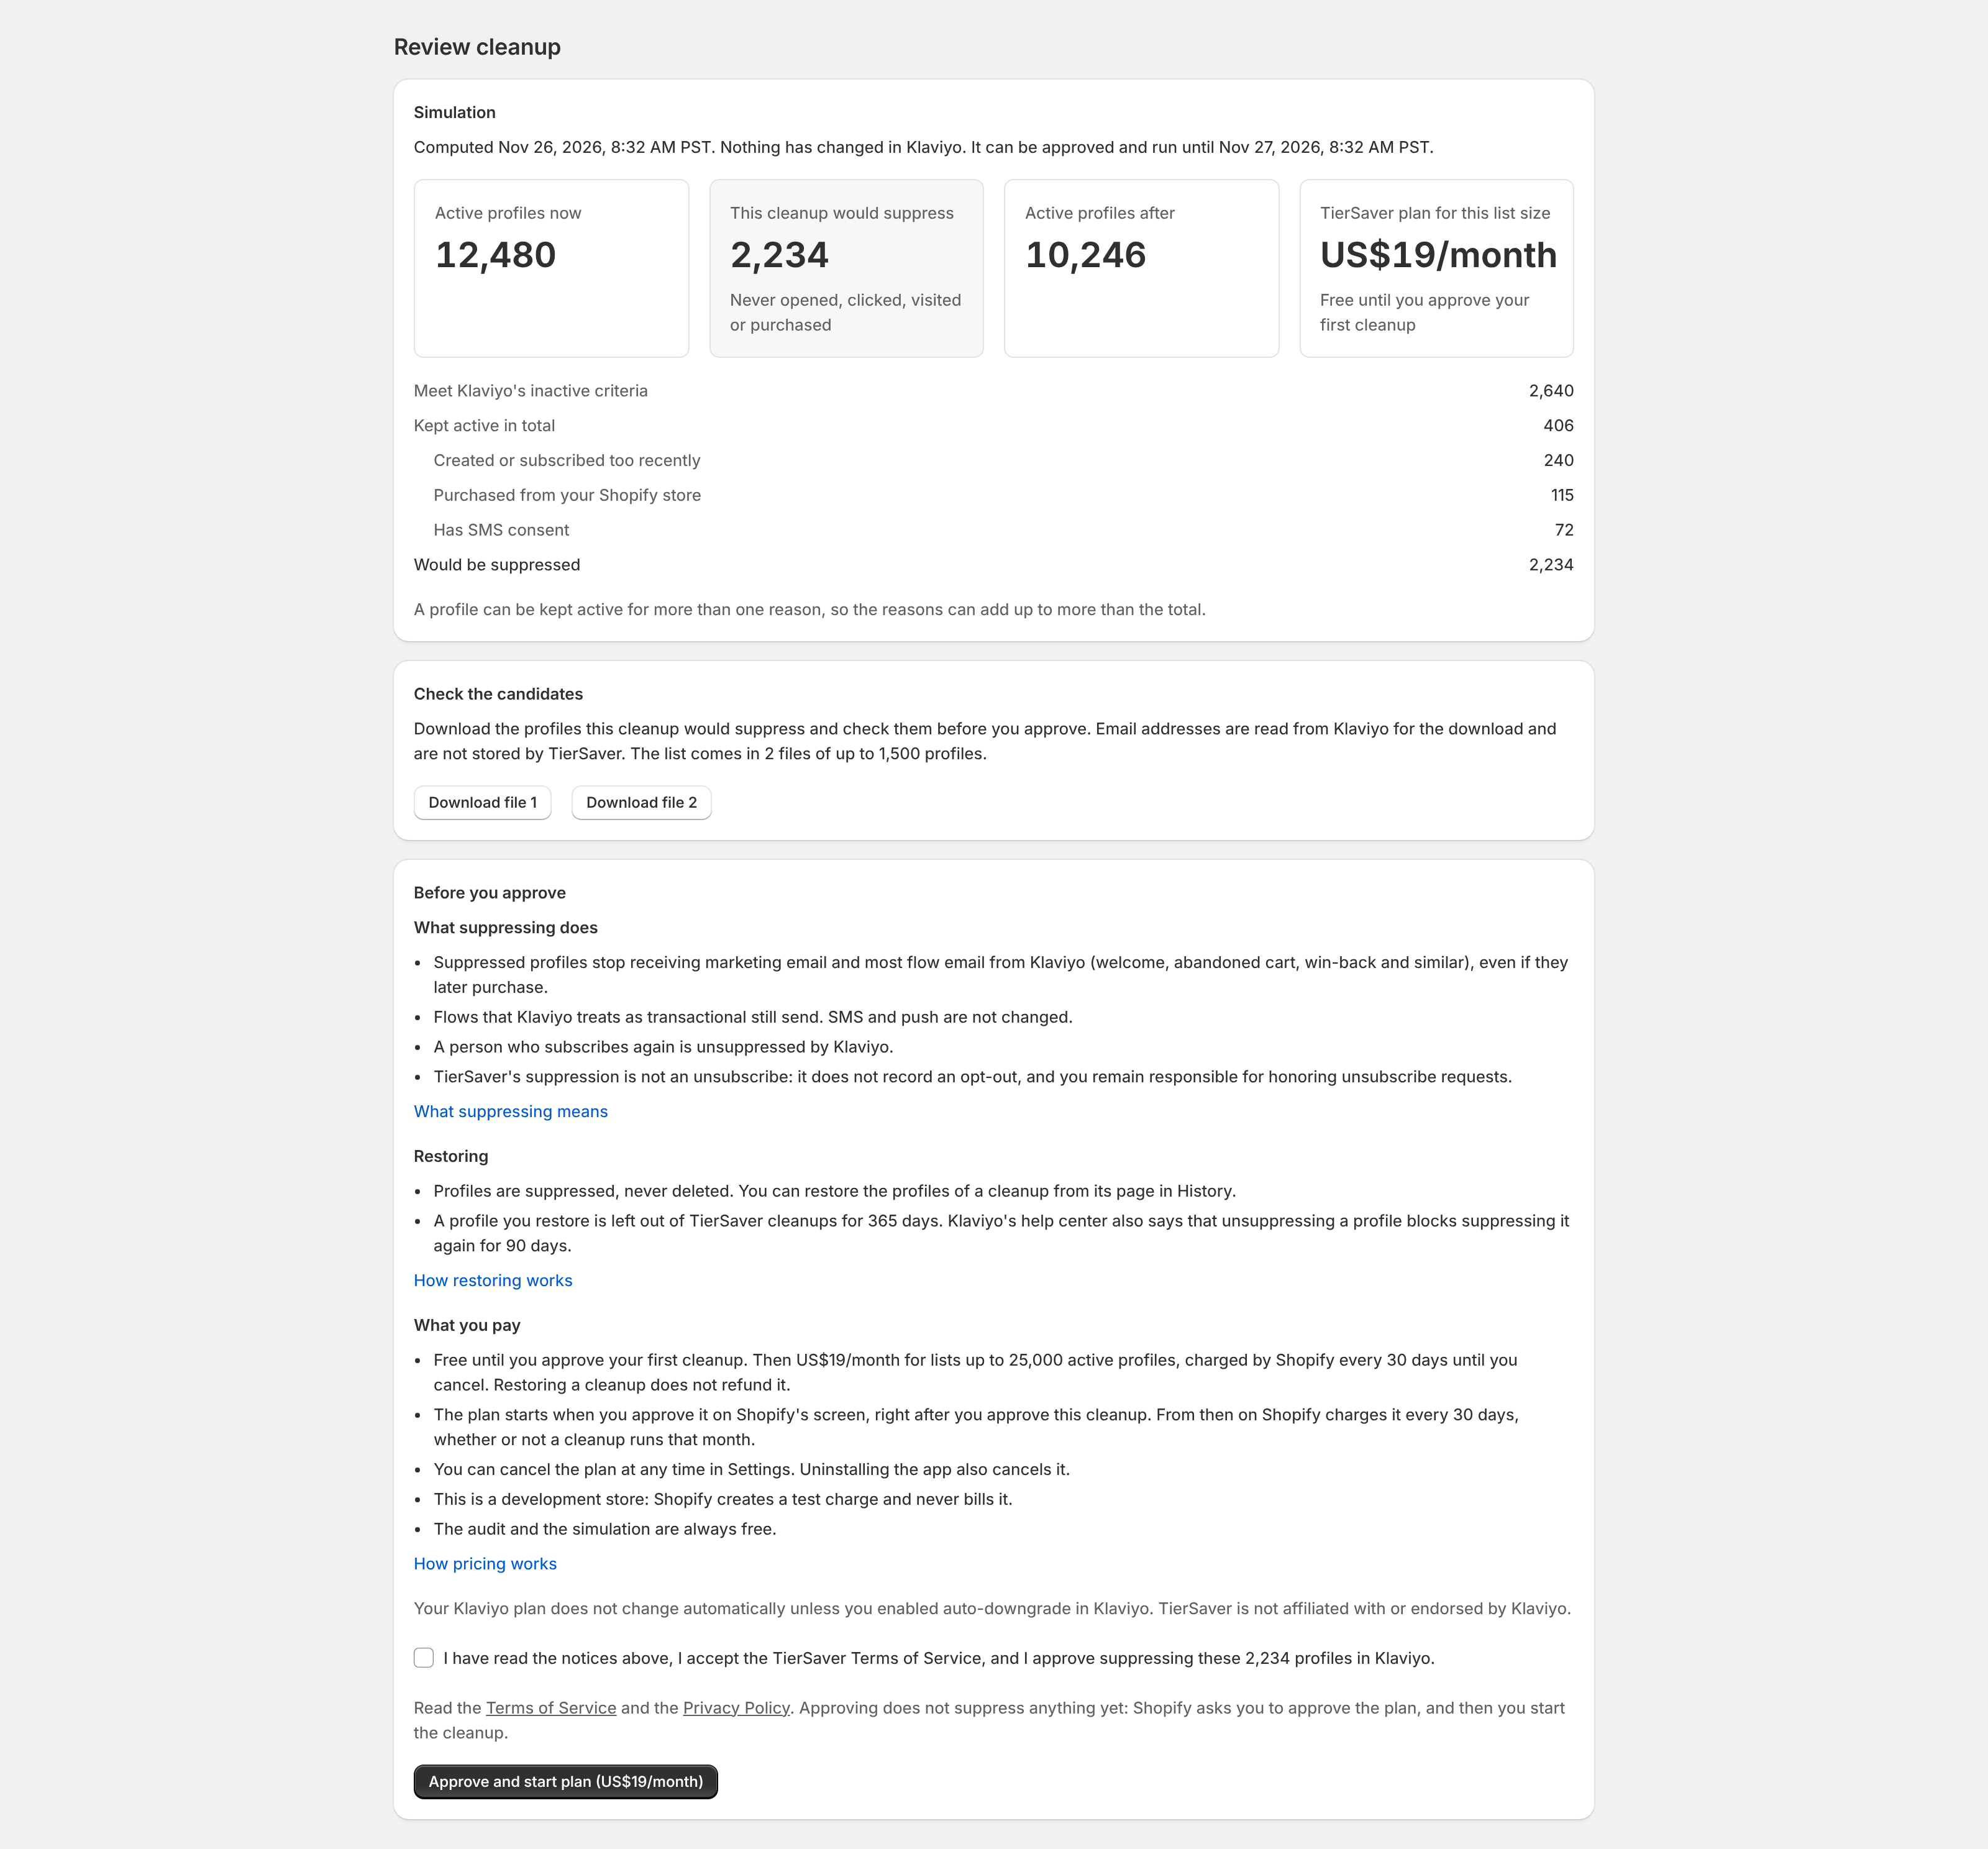 Review cleanup
Simulation
Computed Nov 26, 2026, 8:32 AM PST. Nothing has changed in Klaviyo. It can be approved and run until Nov 27, 2026, 8:32 AM PST.
Active profiles now
12,480
This cleanup would suppress
2,234
Never opened, clicked, visited
or purchased
Active profiles after
10,246
TierSaver plan for this list size
US$19/month
Free until you approve your
first cleanup
Meet Klaviyo's inactive criteria 2,640
Kept active in total 406
Created or subscribed too recently 240
Purchased from your Shopify store 115
Has SMS consent 72
Would be suppressed 2,234
A profile can be kept active for more than one reason, so the reasons can add up to more than the total.
Check the candidates
Download the profiles this cleanup would suppress and check them before you approve. Email addresses are read from Klaviyo for the download and
are not stored by TierSaver. The list comes in 2 files of up to 1,500 profiles.
Download file 1 Download file 2
Before you approve
What suppressing does
• Suppressed profiles stop receiving marketing email and most flow email from Klaviyo (welcome, abandoned cart, win-back and similar), even if they
later purchase.
• Flows that Klaviyo treats as transactional still send. SMS and push are not changed.
• A person who subscribes again is unsuppressed by Klaviyo.
• TierSaver's suppression is not an unsubscribe: it does not record an opt-out, and you remain responsible for honoring unsubscribe requests.
What suppressing means
Restoring
• Profiles are suppressed, never deleted. You can restore the profiles of a cleanup from its page in History.
• A profile you restore is left out of TierSaver cleanups for 365 days. Klaviyo's help center also says that unsuppressing a profile blocks suppressing it
again for 90 days.
How restoring works
What you pay
• Free until you approve your first cleanup. Then US$19/month for lists up to 25,000 active profiles, charged by Shopify every 30 days until you
cancel. Restoring a cleanup does not refund it.
• The plan starts when you approve it on Shopify's screen, right after you approve this cleanup. From then on Shopify charges it every 30 days,
whether or not a cleanup runs that month.
• You can cancel the plan at any time in Settings. Uninstalling the app also cancels it.
• This is a development store: Shopify creates a test charge and never bills it.
• The audit and the simulation are always free.
How pricing works
Your Klaviyo plan does not change automatically unless you enabled auto-downgrade in Klaviyo. TierSaver is not affiliated with or endorsed by Klaviyo.
I have read the notices above, I accept the TierSaver Terms of Service, and I approve suppressing these 2,234 profiles in Klaviyo.
Read the Terms of Service and the Privacy Policy. Approving does not suppress anything yet: Shopify asks you to approve the plan, and then you start
the cleanup.
Approve and start plan (US$19/month)